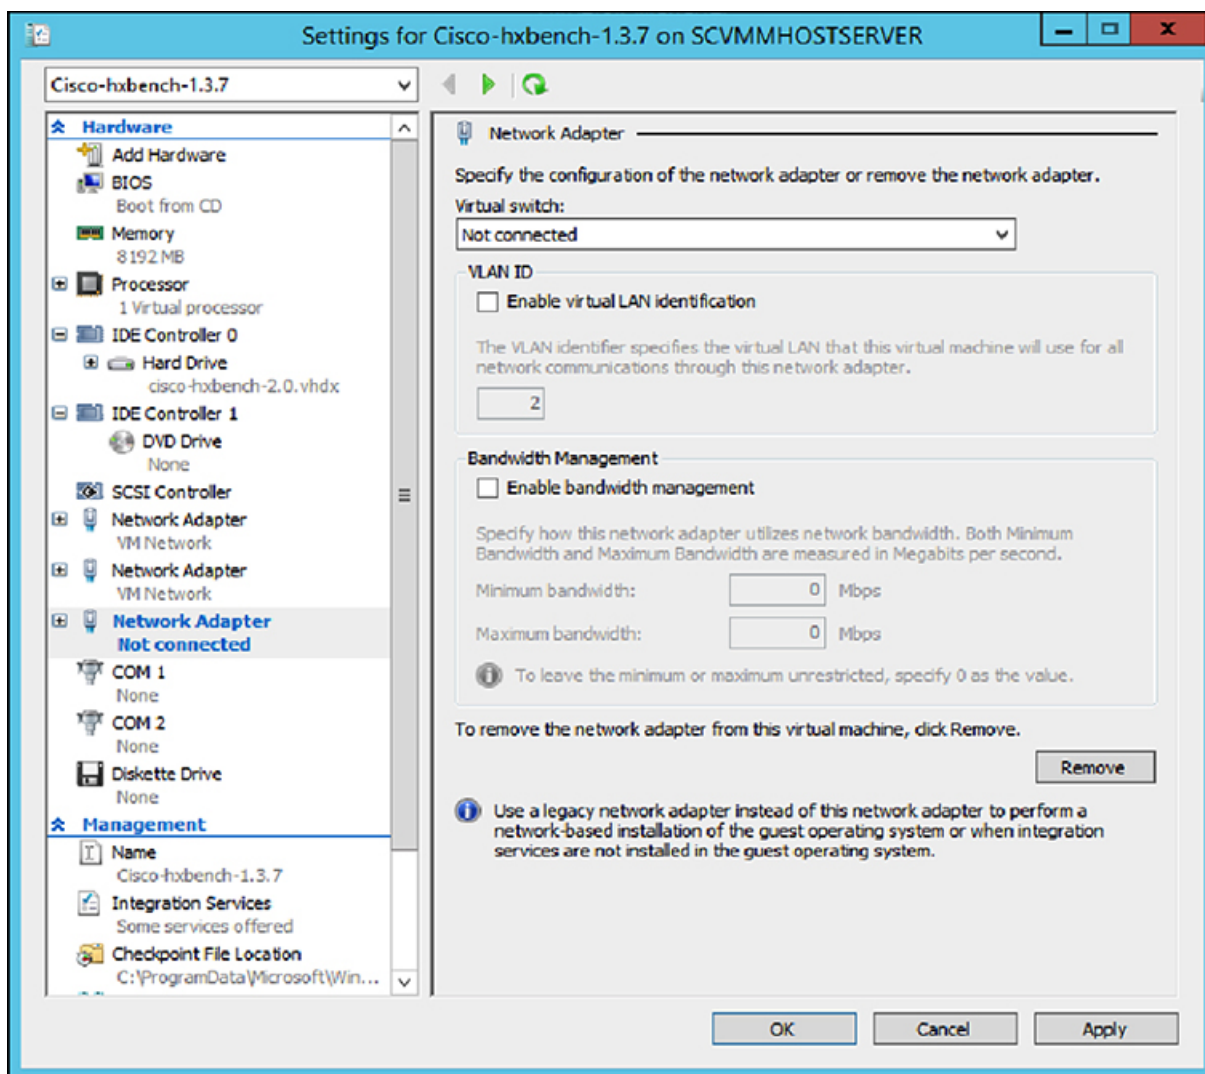 Settings for Cisco-hxbench-1.3.7 on SCVMMHOSTSERVER
Cisco-hxbench-1.3.7
Hardware
Add Hardware
BIOS
Boot from CD
Memory
8192 MB
Processor
1 Virtual processor
IDE Controller 0
Hard Drive
cisco-hxbench-2.0.vhdx
IDE Controller 1
DVD Drive
None
SCSI Controller
Network Adapter
VM Network
Network Adapter
VM Network
Network Adapter
Not connected
COM 1
None
COM 2
None
Diskette Drive
None
Management
Name
Cisco-hxbench-1.3.7
Integration Services
Some services offered
Checkpoint File Location
C:\ProgramData\Microsoft\Win...
Network Adapter
Specify the configuration of the network adapter or remove the network adapter.
Virtual switch:
Not connected
VLAN ID
Enable virtual LAN identification
The VLAN identifier specifies the virtual LAN that this virtual machine will use for all
network communications through this network adapter.
2
Bandwidth Management
Enable bandwidth management
Specify how this network adapter utilizes network bandwidth. Both Minimum
Bandwidth and Maximum Bandwidth are measured in Megabits per second.
Minimum bandwidth: 0 Mbps
Maximum bandwidth: 0 Mbps
To leave the minimum or maximum unrestricted, specify 0 as the value.
To remove the network adapter from this virtual machine, click Remove.
Remove
Use a legacy network adapter instead of this network adapter to perform a
network-based installation of the guest operating system or when integration
services are not installed in the guest operating system.
OK Cancel Apply